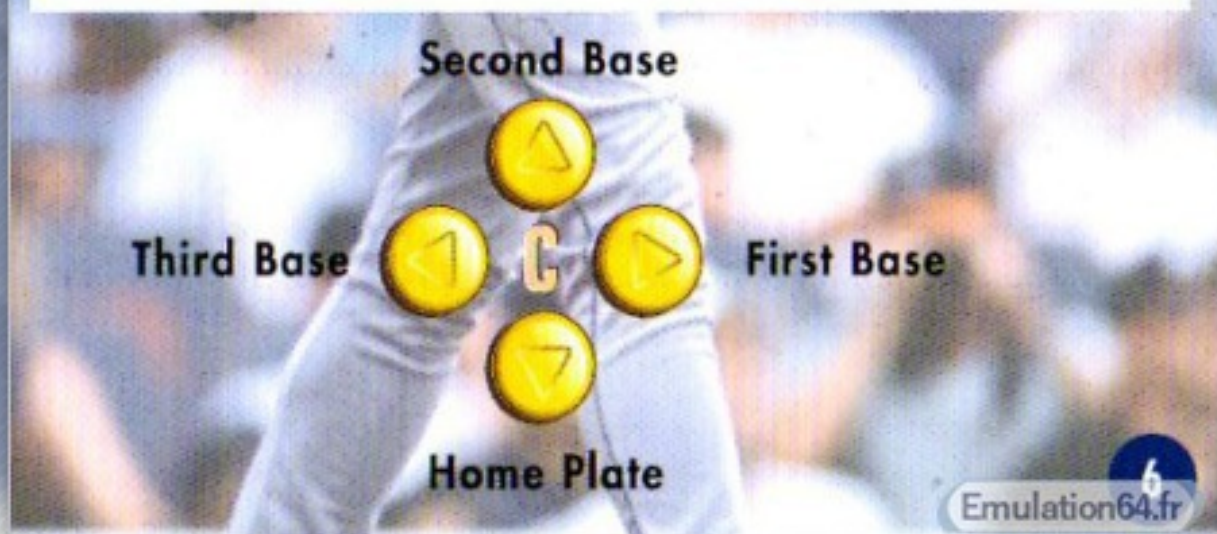 Second Base
Third Base
C
First Base
Home Plate
6
Emulation64.fr